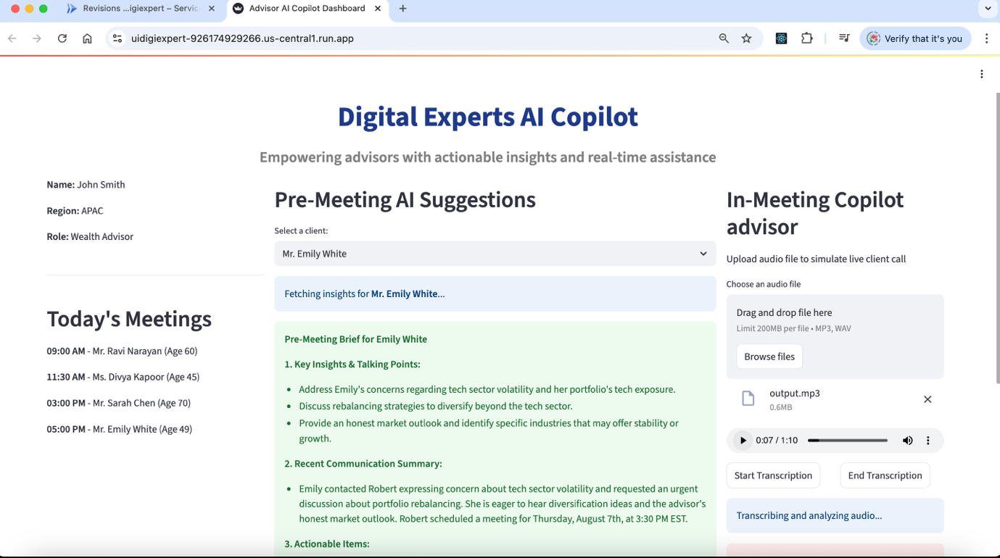 Revisions ...igiexpert – Servic
Advisor AI Copilot Dashboard
uidigiexpert-926174929266.us-central1.run.app
Verify that it's you
Digital Experts AI Copilot
Empowering advisors with actionable insights and real-time assistance
Name: John Smith
Region: APAC
Role: Wealth Advisor
Today's Meetings
09:00 AM - Mr. Ravi Narayan (Age 60)
11:30 AM - Ms. Divya Kapoor (Age 45)
03:00 PM - Mr. Sarah Chen (Age 70)
05:00 PM - Mr. Emily White (Age 49)
Pre-Meeting AI Suggestions
Select a client:
Mr. Emily White
Fetching insights for Mr. Emily White...
Pre-Meeting Brief for Emily White
1. Key Insights & Talking Points:
• Address Emily's concerns regarding tech sector volatility and her portfolio's tech exposure.
• Discuss rebalancing strategies to diversify beyond the tech sector.
• Provide an honest market outlook and identify specific industries that may offer stability or
growth.
2. Recent Communication Summary:
• Emily contacted Robert expressing concern about tech sector volatility and requested an urgent
discussion about portfolio rebalancing. She is eager to hear diversification ideas and the advisor's
honest market outlook. Robert scheduled a meeting for Thursday, August 7th, at 3:30 PM EST.
3. Actionable Items:
In-Meeting Copilot
advisor
Upload audio file to simulate live client call
Choose an audio file
Drag and drop file here
Limit 200MB per file • MP3, WAV
Browse files
output.mp3
0.6MB
0:07 / 1:10
Start Transcription
End Transcription
Transcribing and analyzing audio...